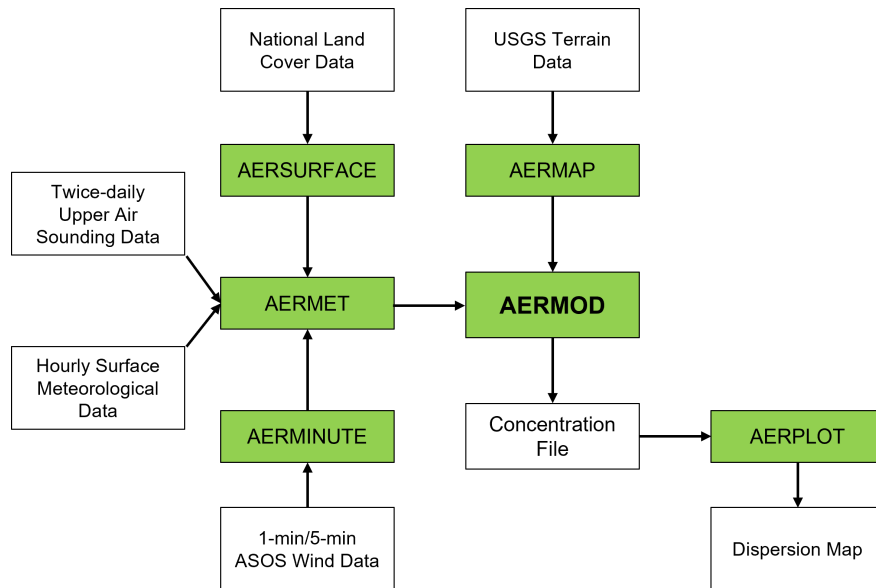 National Land
Cover Data
USGS Terrain
Data
AERSURFACE
AERMAP
Twice-daily
Upper Air
Sounding Data
AERMET
AERMOD
Hourly Surface
Meteorological
Data
AERMINUTE
Concentration
File
AERPLOT
1-min/5-min
ASOS Wind Data
Dispersion Map